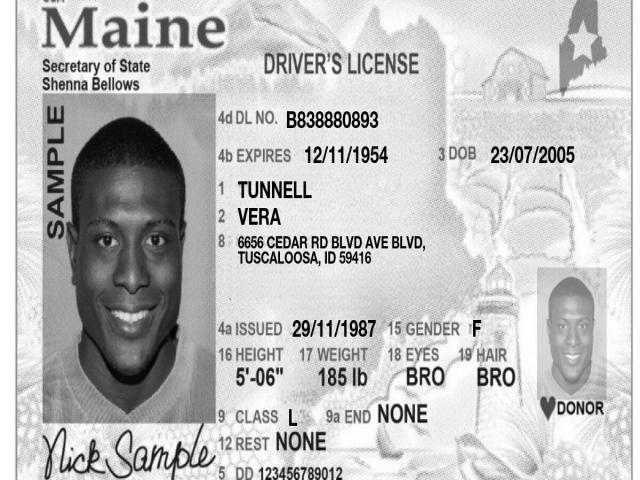 USA
Maine
Secretary of State
Shenna Bellows
DRIVER'S LICENSE
SAMPLE
4d DL NO. B838880893
4b EXPIRES 12/11/1954 3 DOB 23/07/2005
1 TUNNELL
2 VERA
8 6656 CEDAR RD BLVD AVE BLVD,
TUSCALOOSA, ID 59416
4a ISSUED 29/11/1987 15 GENDER F
16 HEIGHT 17 WEIGHT 18 EYES 19 HAIR
5'-06" 185 lb BRO BRO
9 CLASS L 9a END NONE
DONOR
12 REST NONE
Nick Sample
5 DD 123456789012